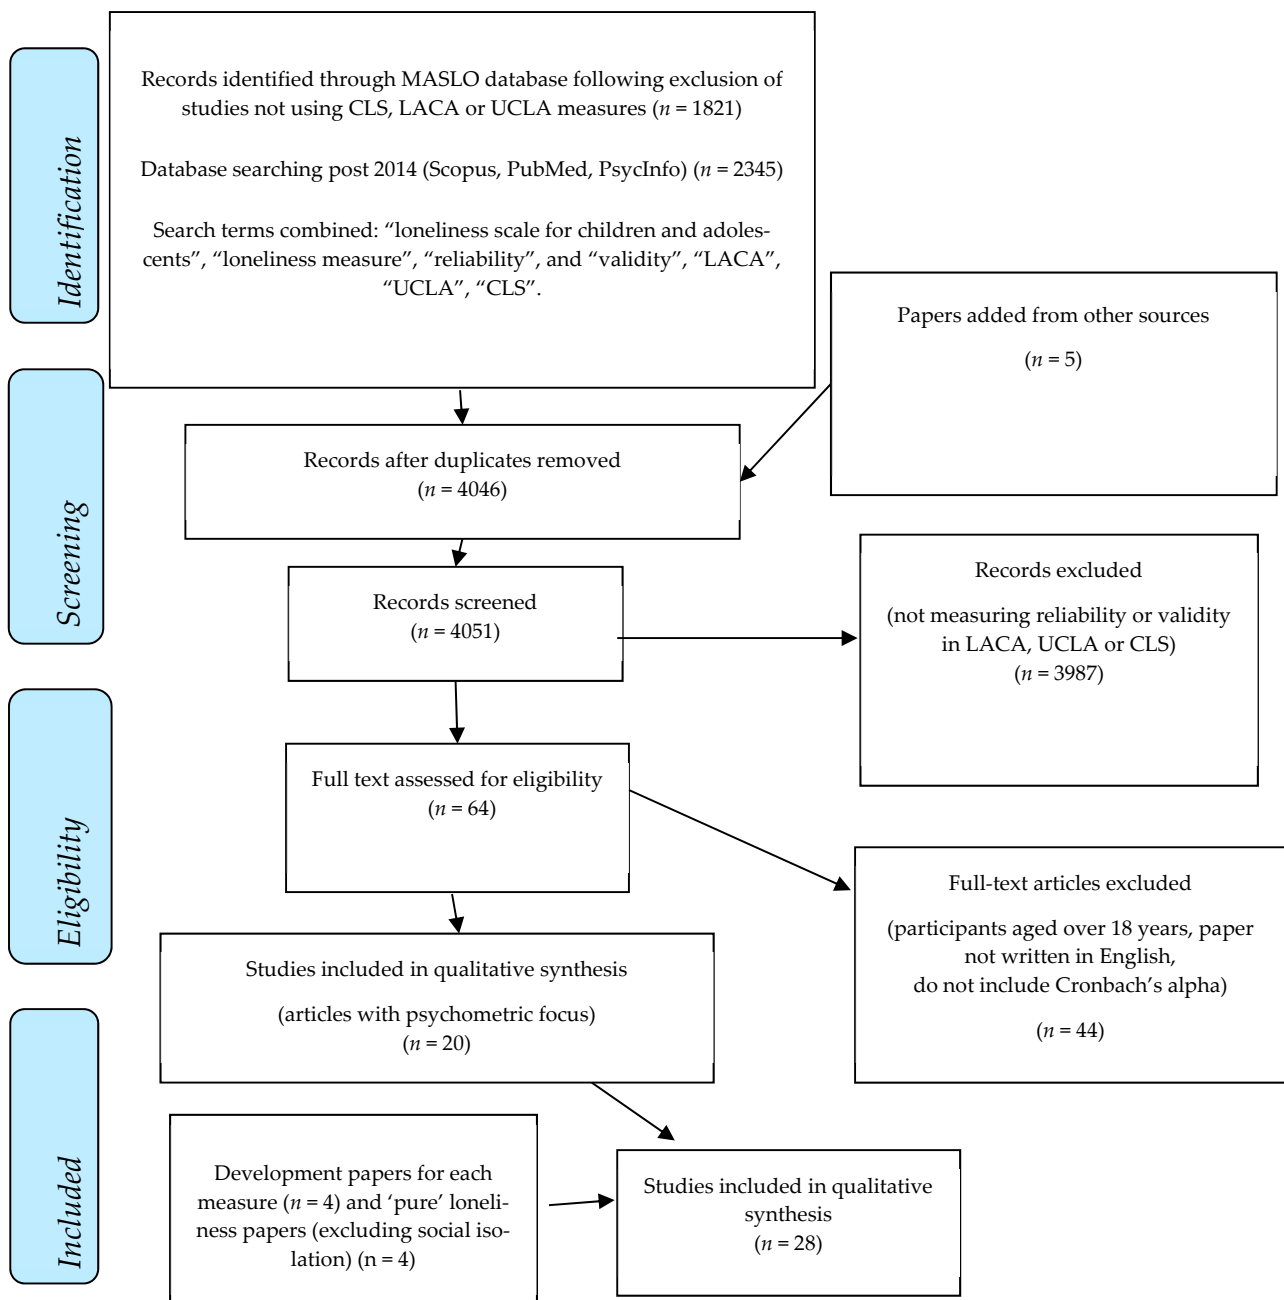 Identification
Records identified through MASLO database following exclusion of
studies not using CLS, LACA or UCLA measures (n = 1821)
Database searching post 2014 (Scopus, PubMed, PsycInfo) (n = 2345)
Search terms combined: “loneliness scale for children and adoles-
cents”, “loneliness measure”, “reliability”, and “validity”, “LACA”,
“UCLA”, “CLS”.
Papers added from other sources
(n = 5)
Screening
Records after duplicates removed
(n = 4046)
Records screened
(n = 4051)
Records excluded
(not measuring reliability or validity
in LACA, UCLA or CLS)
(n = 3987)
Eligibility
Full text assessed for eligibility
(n = 64)
Full-text articles excluded
(participants aged over 18 years, paper
not written in English,
do not include Cronbach’s alpha)
(n = 44)
Studies included in qualitative synthesis
(articles with psychometric focus)
(n = 20)
Included
Development papers for each
measure (n = 4) and ‘pure’ loneli-
ness papers (excluding social iso-
lation) (n = 4)
Studies included in qualitative
synthesis
(n = 28)